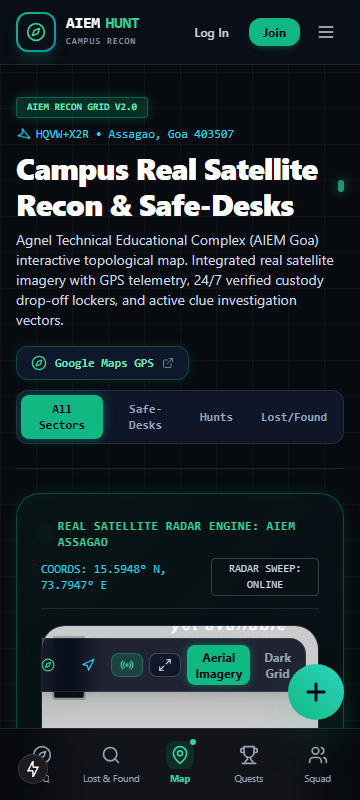 AIEM HUNT
CAMPUS RECON
Log In
Join
AIEM RECON GRID V2.0
HQVW+X2R • Assagao, Goa 403507
Campus Real Satellite
Recon & Safe-Desks
Agnel Technical Educational Complex (AIEM Goa)
interactive topological map. Integrated real satellite
imagery with GPS telemetry, 24/7 verified custody
drop-off lockers, and active clue investigation
vectors.
Google Maps GPS
All
Sectors
Safe-
Desks
Hunts
Lost/Found
REAL SATELLITE RADAR ENGINE: AIEM
ASSAGAO
COORDS: 15.5948° N,
73.7947° E
RADAR SWEEP:
ONLINE
yet available
Aerial
Imagery
Dark
Grid
Lost & Found
Map
Quests
Squad